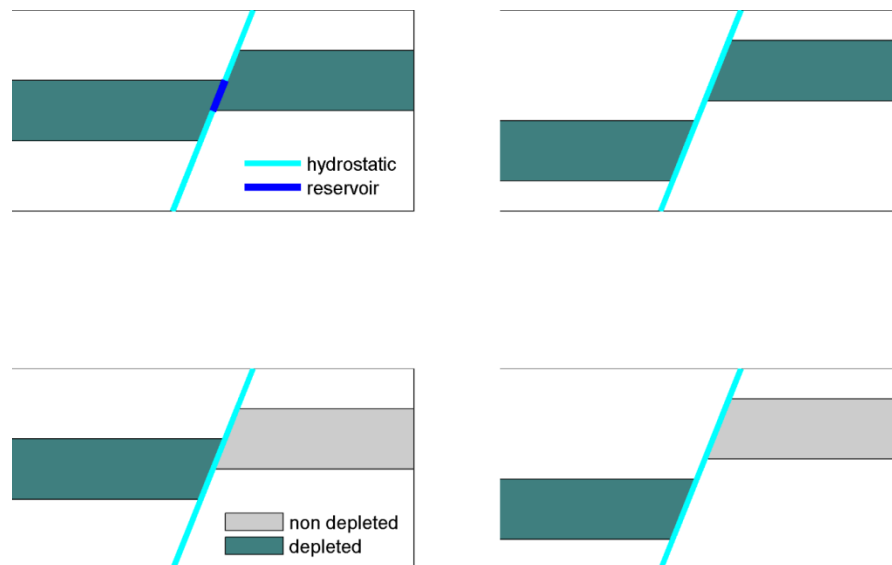 hydrostatic
reservoir
non depleted
depleted